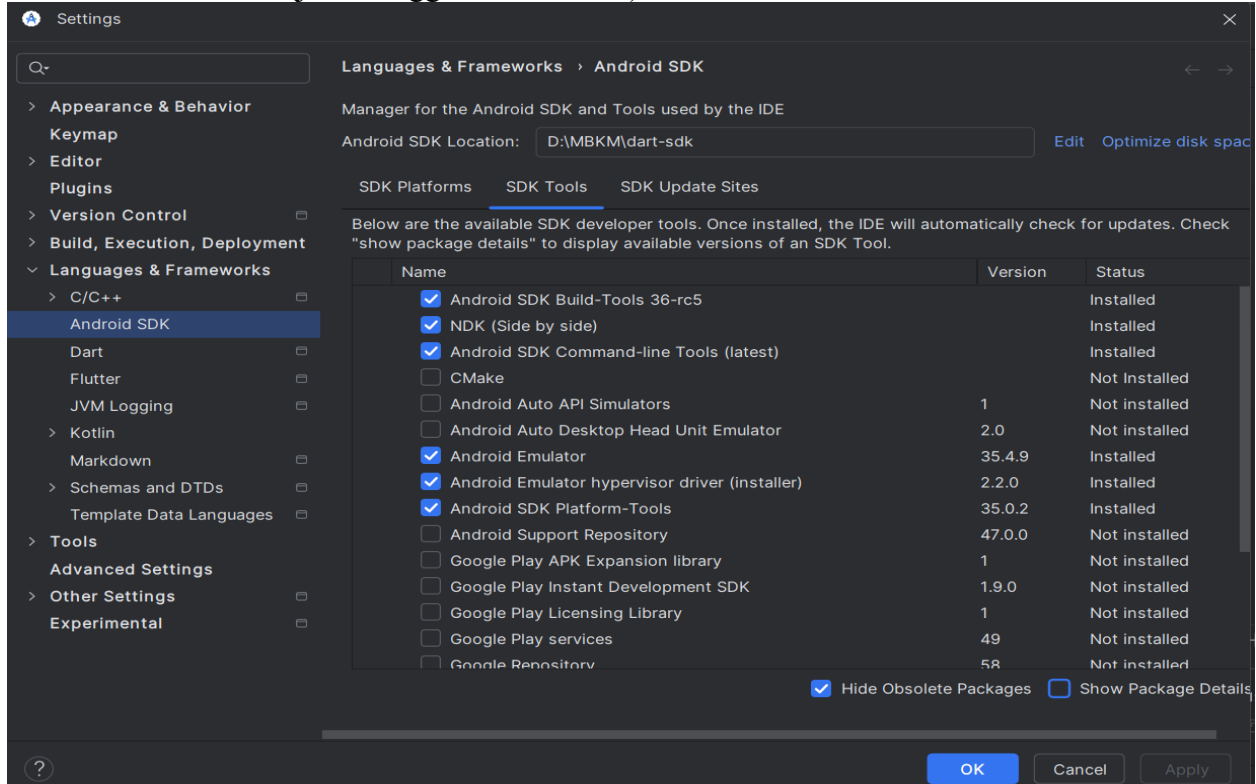 Settings
Languages & Frameworks › Android SDK
Appearance & Behavior
Keymap
Editor
Plugins
Version Control
Build, Execution, Deployment
Languages & Frameworks
C/C++
Android SDK
Dart
Flutter
JVM Logging
Kotlin
Markdown
Schemas and DTDs
Template Data Languages
Tools
Advanced Settings
Other Settings
Experimental
Manager for the Android SDK and Tools used by the IDE
Android SDK Location: D:\MBKM\dart-sdk Edit Optimize disk spac
SDK Platforms SDK Tools SDK Update Sites
Below are the available SDK developer tools. Once installed, the IDE will automatically check for updates. Check
"show package details" to display available versions of an SDK Tool.
Name Version Status
Android SDK Build-Tools 36-rc5 Installed
NDK (Side by side) Installed
Android SDK Command-line Tools (latest) Installed
CMake Not Installed
Android Auto API Simulators 1 Not installed
Android Auto Desktop Head Unit Emulator 2.0 Not installed
Android Emulator 35.4.9 Installed
Android Emulator hypervisor driver (installer) 2.2.0 Installed
Android SDK Platform-Tools 35.0.2 Installed
Android Support Repository 47.0.0 Not installed
Google Play APK Expansion library 1 Not installed
Google Play Instant Development SDK 1.9.0 Not installed
Google Play Licensing Library 1 Not installed
Google Play services 49 Not installed
Google Repository 58 Not installed
Hide Obsolete Packages Show Package Details
? OK Cancel Apply